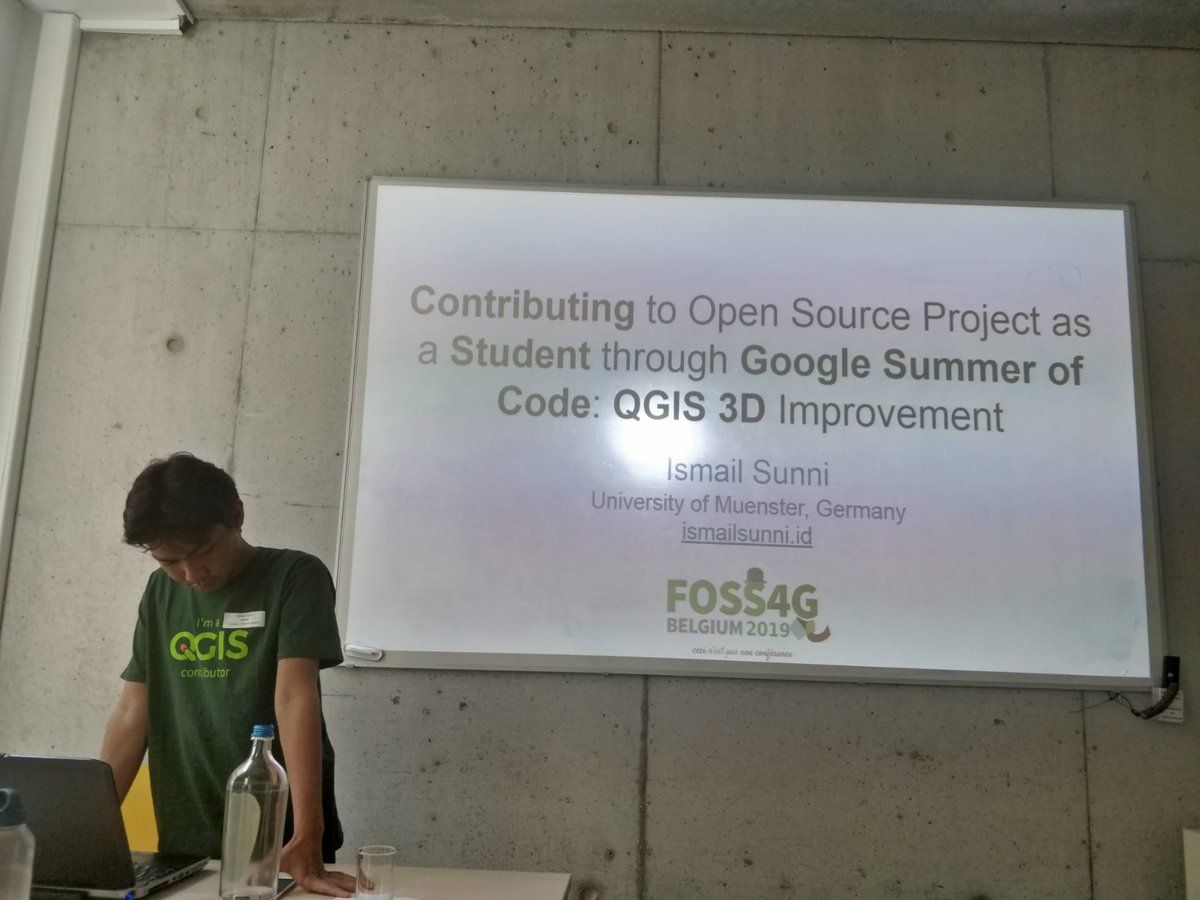 Contributing to Open Source Project as
a Student through Google Summer of
Code: QGIS 3D Improvement
Ismail Sunni
University of Muenster, Germany
ismailsunni.id
FOSS4G
BELGIUM 2019
ceci n'est pas une conférence
I'm a
QGIS
contributor